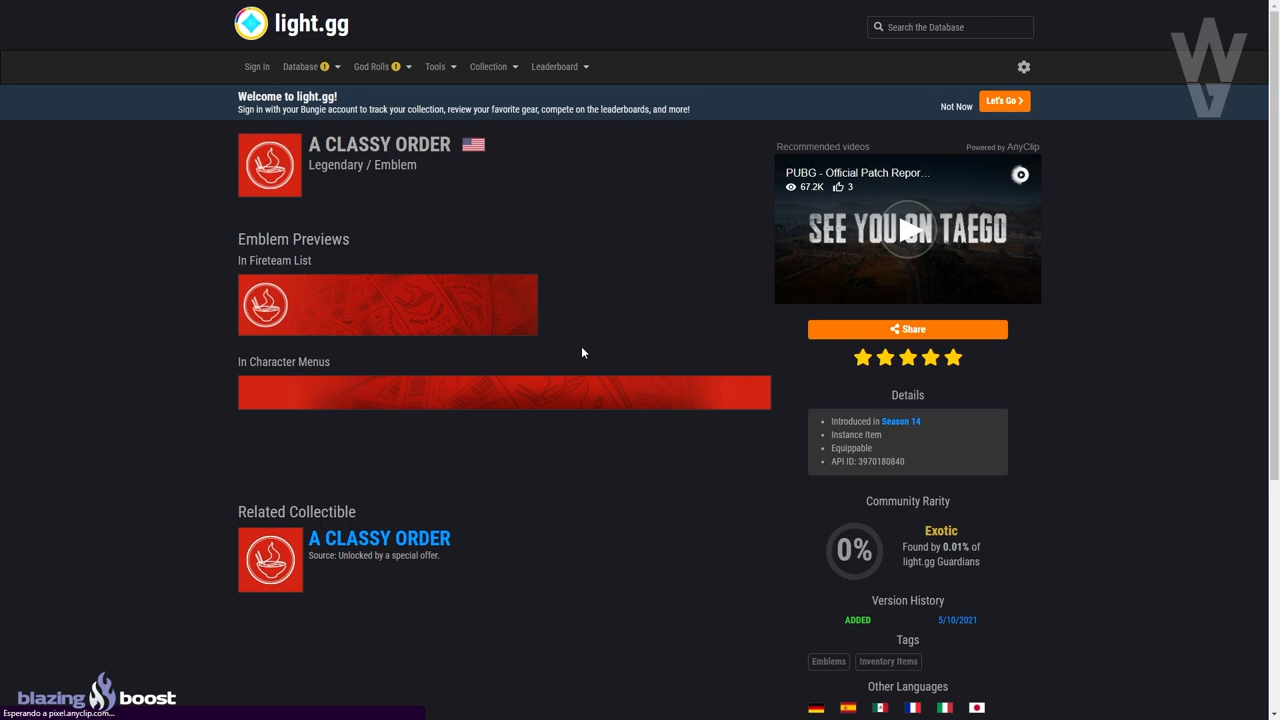 light.gg
Search the Database
Sign In
Database
God Rolls
Tools
Collection
Leaderboard
Welcome to light.gg!
Sign in with your Bungie account to track your collection, review your favorite gear, compete on the leaderboards, and more!
Not Now
Let's Go
A CLASSY ORDER
Legendary / Emblem
Emblem Previews
In Fireteam List
In Character Menus
Related Collectible
A CLASSY ORDER
Source: Unlocked by a special offer.
Recommended videos
Powered by AnyClip
PUBG - Official Patch Repor...
67.2K
3
SEE YOU ON TAEGO
Share
Details
Introduced in Season 14
Instance Item
Equippable
API ID: 3970180840
Community Rarity
0%
Exotic
Found by 0.01% of
light.gg Guardians
Version History
ADDED 5/10/2021
Tags
Emblems
Inventory Items
Other Languages
blazing boost
Esperando a pixel.anyclip.com...